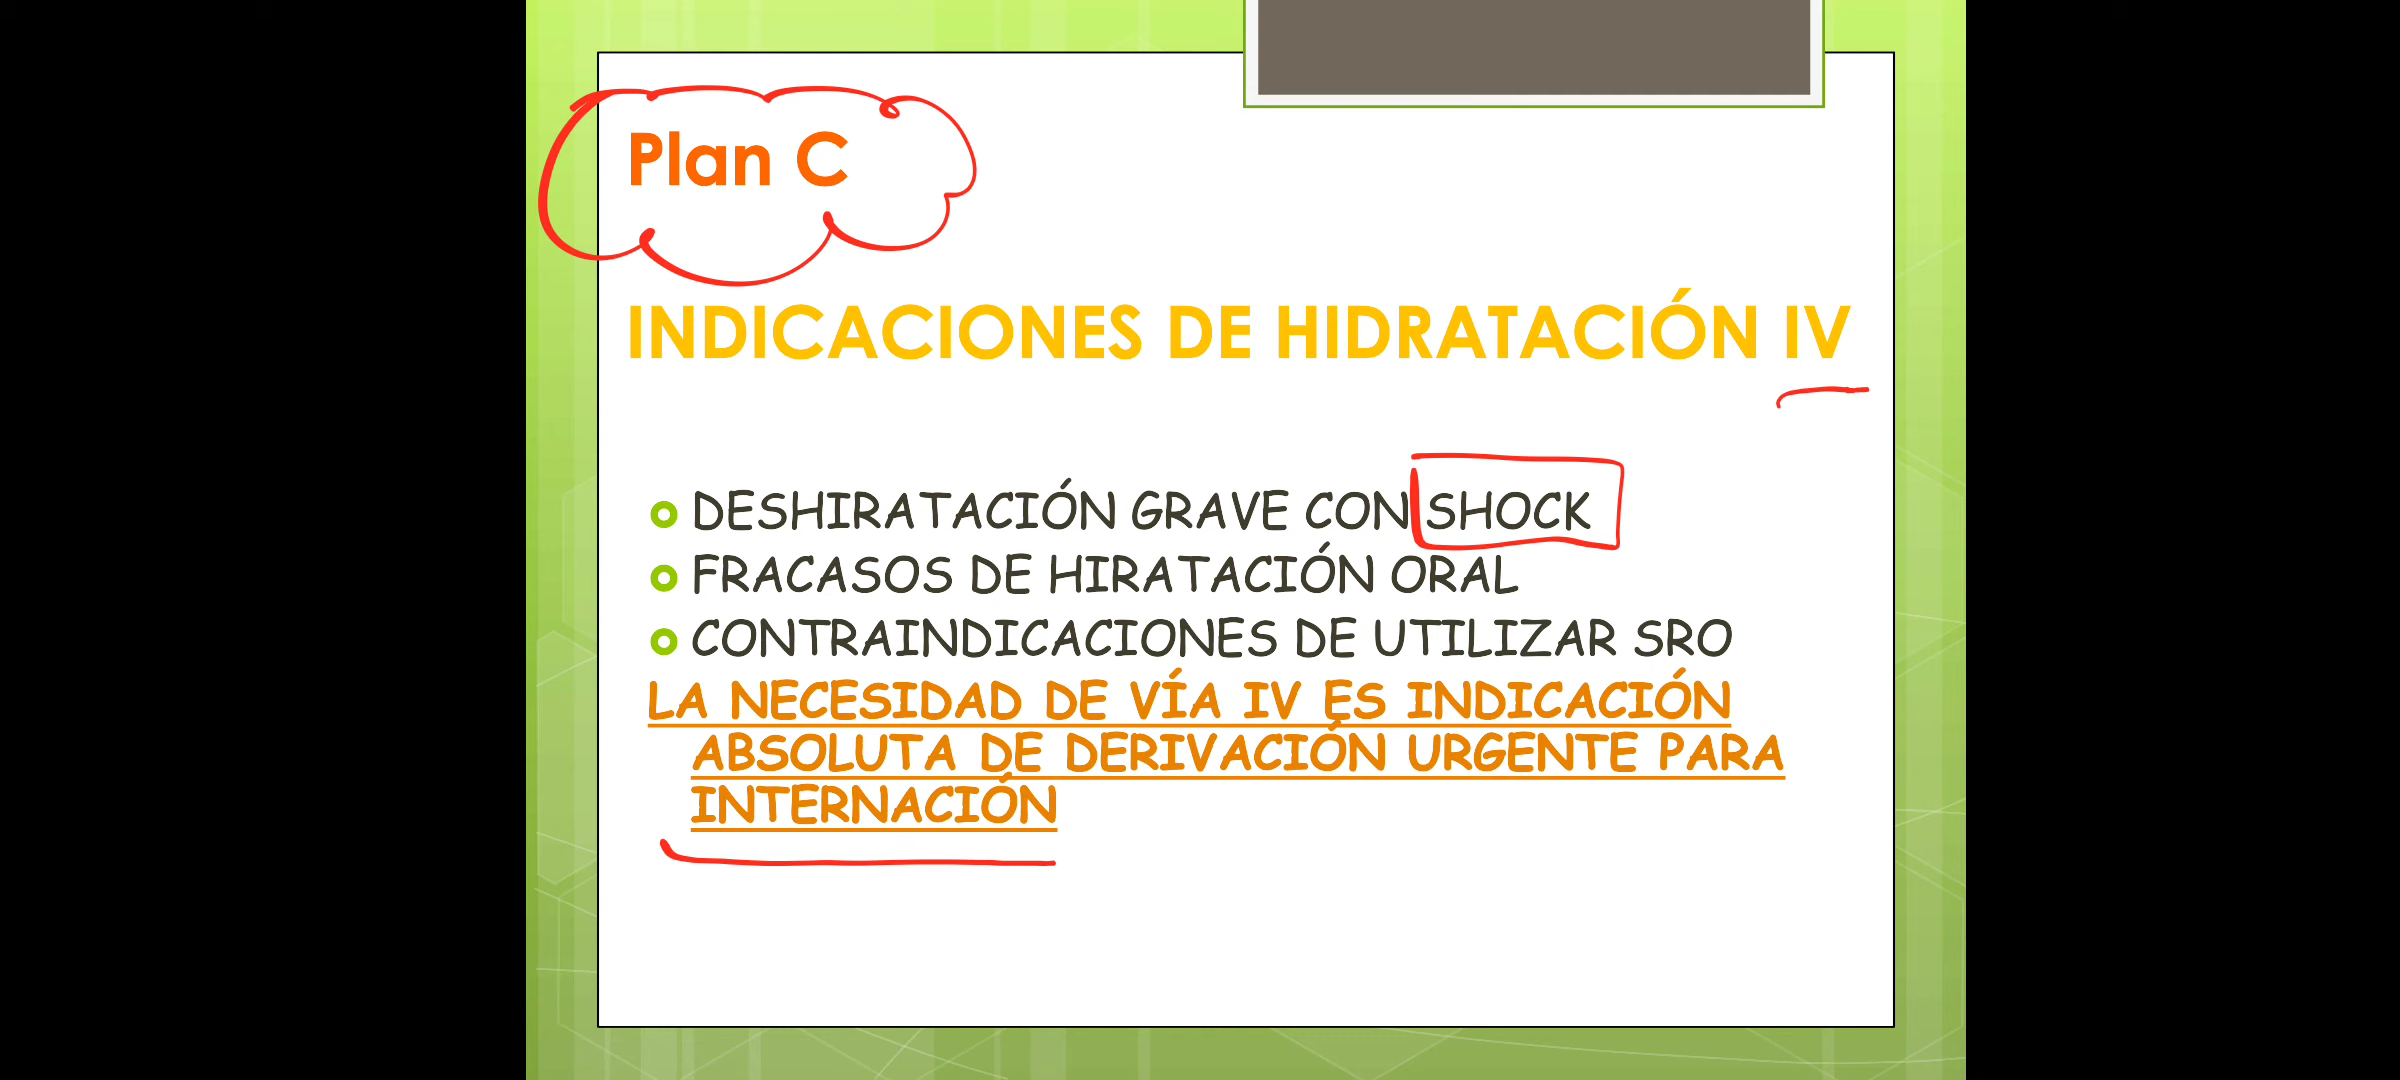 Plan C
INDICACIONES DE HIDRATACIÓN IV
DESHIRATACIÓN GRAVE CON SHOCK
FRACASOS DE HIRATACIÓN ORAL
CONTRAINDICACIONES DE UTILIZAR SRO
LA NECESIDAD DE VÍA IV ES INDICACIÓN
ABSOLUTA DE DERIVACIÓN URGENTE PARA
INTERNACIÓN